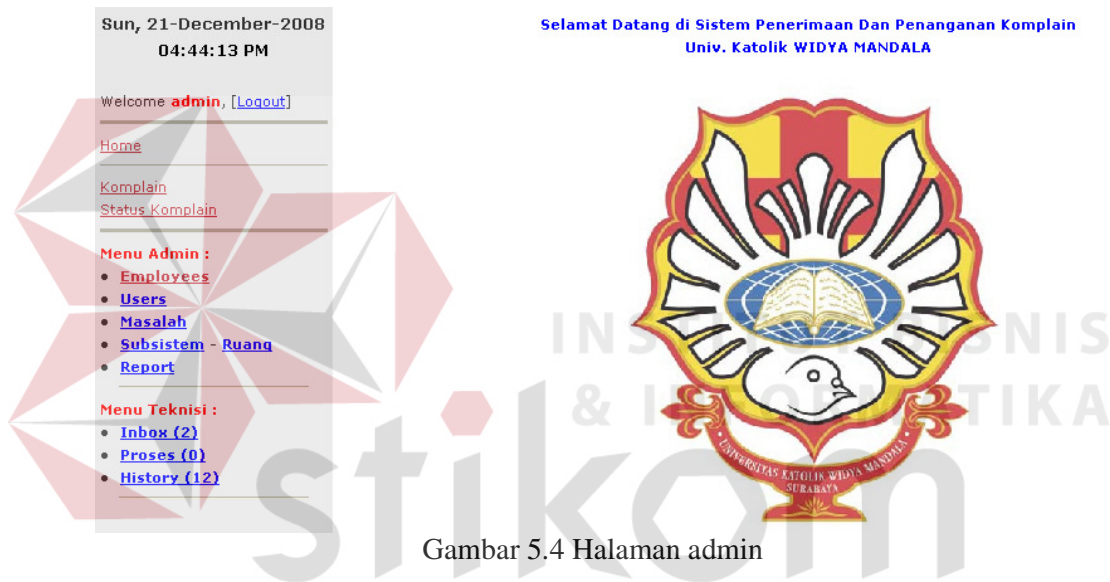 Sun, 21-December-2008
04:44:13 PM
Welcome admin, [Logout]
Home
Komplain
Status Komplain
Menu Admin :
• Employees
• Users
• Masalah
• Subsistem - Ruang
• Report
Menu Teknisi :
• Inbox (2)
• Proses (0)
• History (12)
Selamat Datang di Sistem Penerimaan Dan Penanganan Komplain
Univ. Katolik WIDYA MANDALA
UNIVERSITAS KATOLIK WIDYA MANDALA
SURABAYA
& INFORMATIKA
stikom
Gambar 5.4 Halaman admin